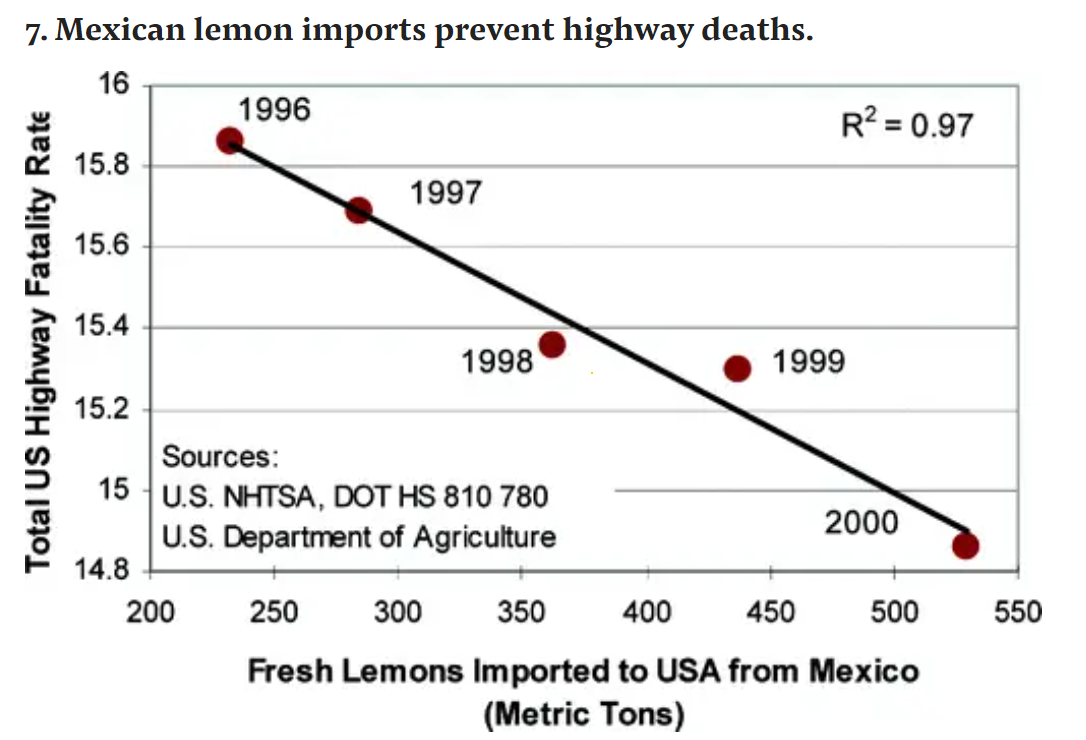 7. Mexican lemon imports prevent highway deaths.
16
1996
R² = 0.97
15.8
1997
15.6
15.4
1998
1999
15.2
Sources:
15
U.S. NHTSA, DOT HS 810 780
2000
U.S. Department of Agriculture
14.8
Total US Highway Fatality Rate
200 250 300 350 400 450 500 550
Fresh Lemons Imported to USA from Mexico
(Metric Tons)